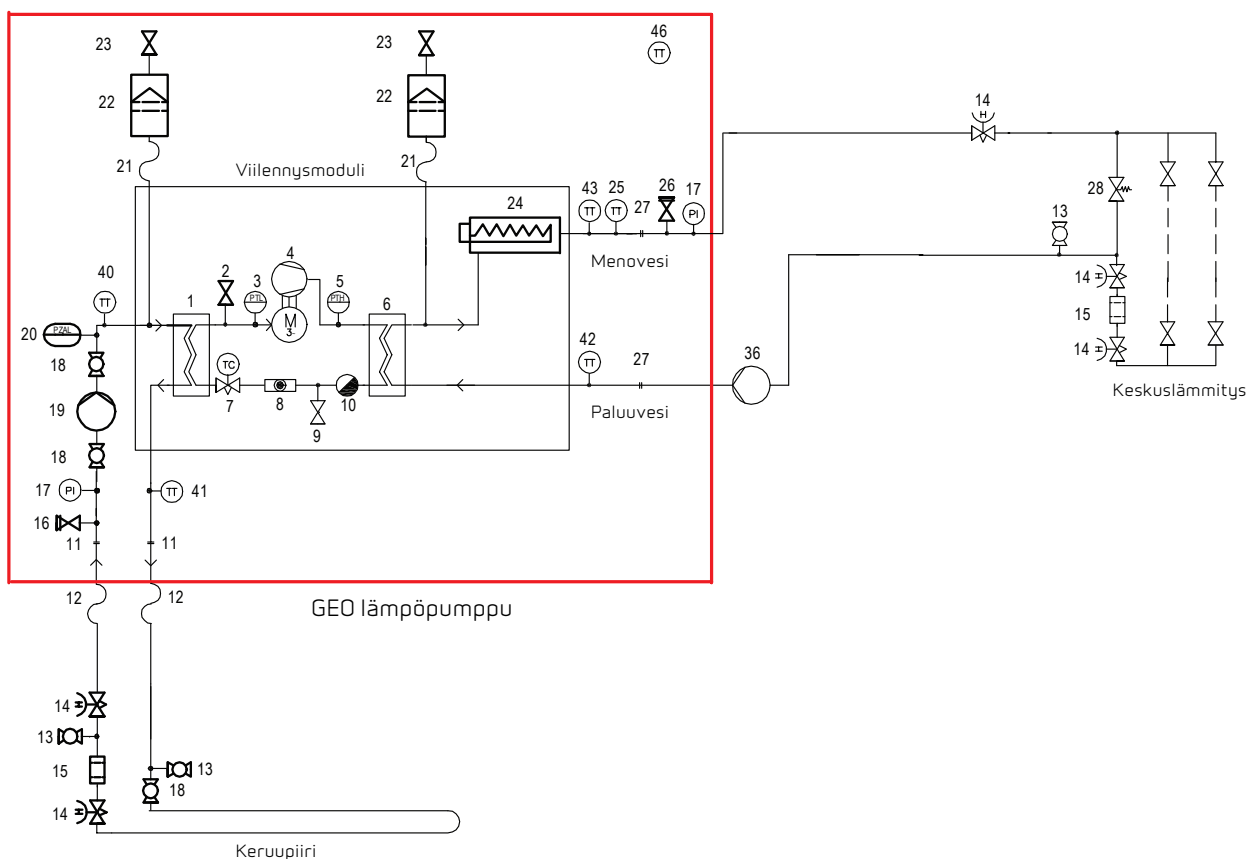 23
23
46
TT
22
22
14
H
21
21
Viilennysmoduli
28
13
43
25
27
26
17
24
TT
TT
PI
4
Menovesi
40
2
3
5
TT
1
PTL
PTH
6
14
H
20
PZAL
M
3~
15
18
42
TT
TC
27
14
H
36
19
7
8
9
10
Paluuvesi
Keskuslämmitys
18
17
PI
TT
41
16
11
11
12
12
GEO lämpöpumppu
14
H
13
15
13
18
14
H
Keruupiiri